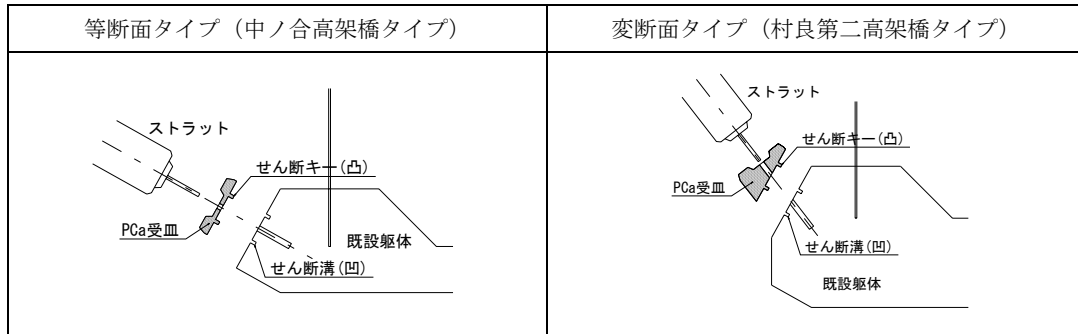 等断面タイプ（中ノ合高架橋タイプ）
変断面タイプ（村良第二高架橋タイプ）
ストラット
せん断キー(凸)
PCa受皿
既設躯体
せん断溝(凹)
ストラット
せん断キー(凸)
PCa受皿
せん断溝(凹)
既設躯体